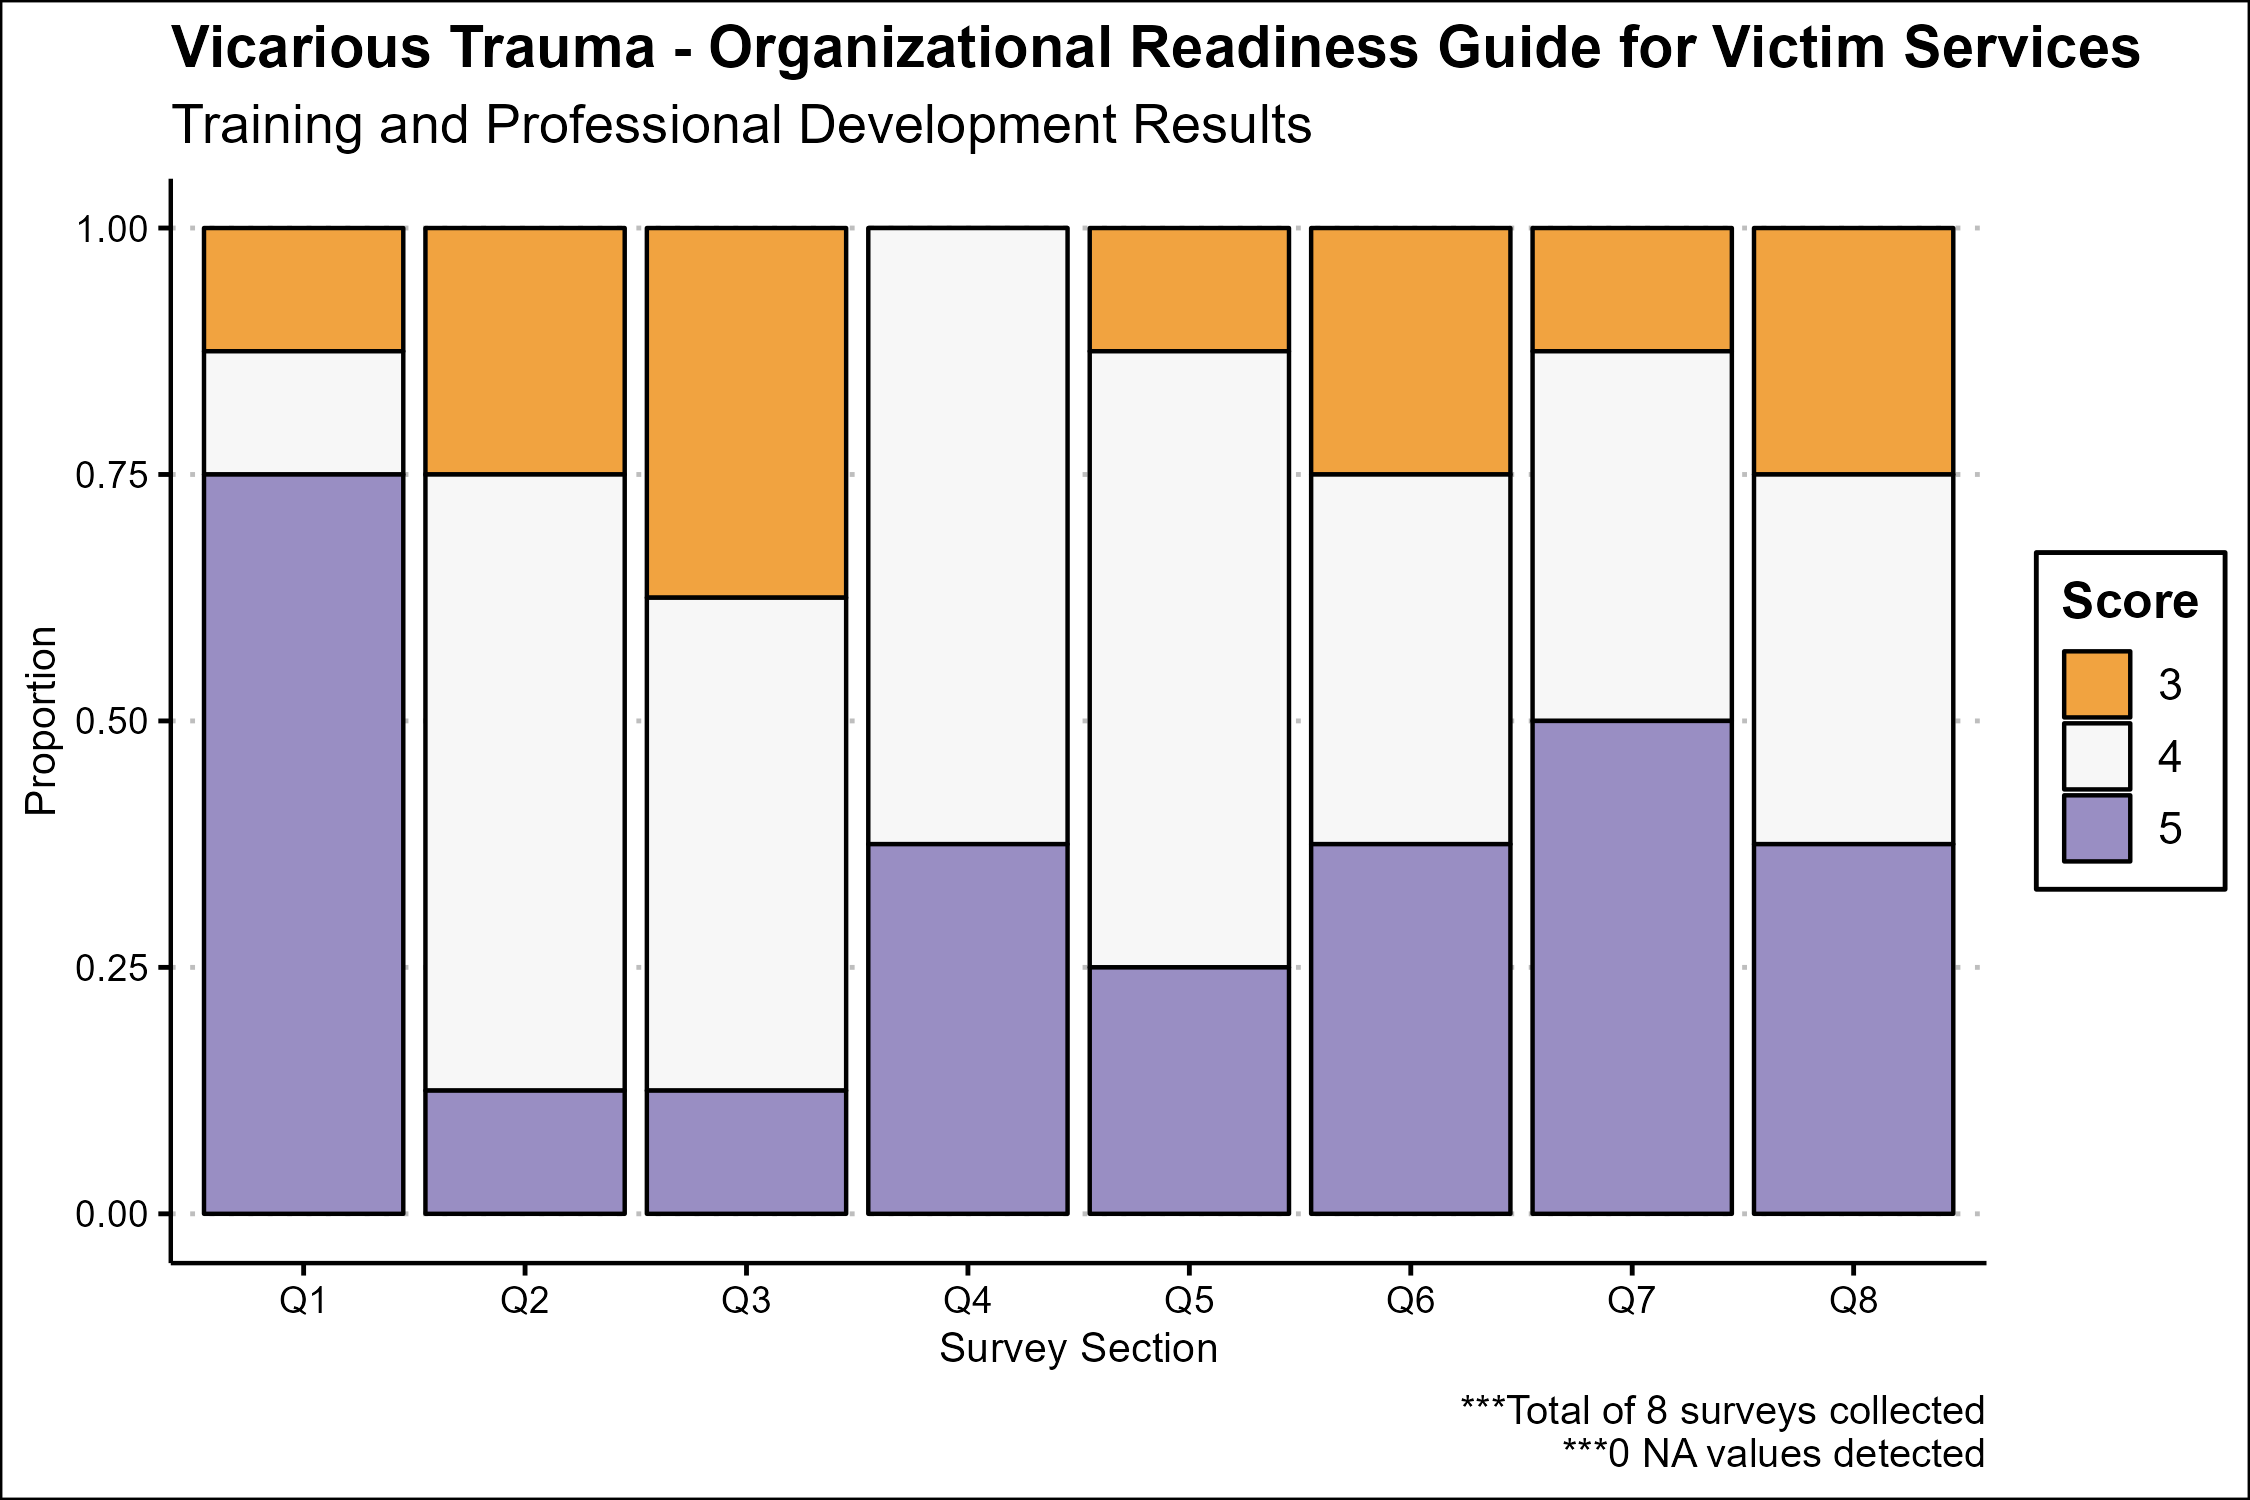 Vicarious Trauma - Organizational Readiness Guide for Victim Services
Training and Professional Development Results
Proportion
1.00
0.75
0.50
0.25
0.00
Q1 Q2 Q3 Q4 Q5 Q6 Q7 Q8
Survey Section
Score
3
4
5
***Total of 8 surveys collected
***0 NA values detected